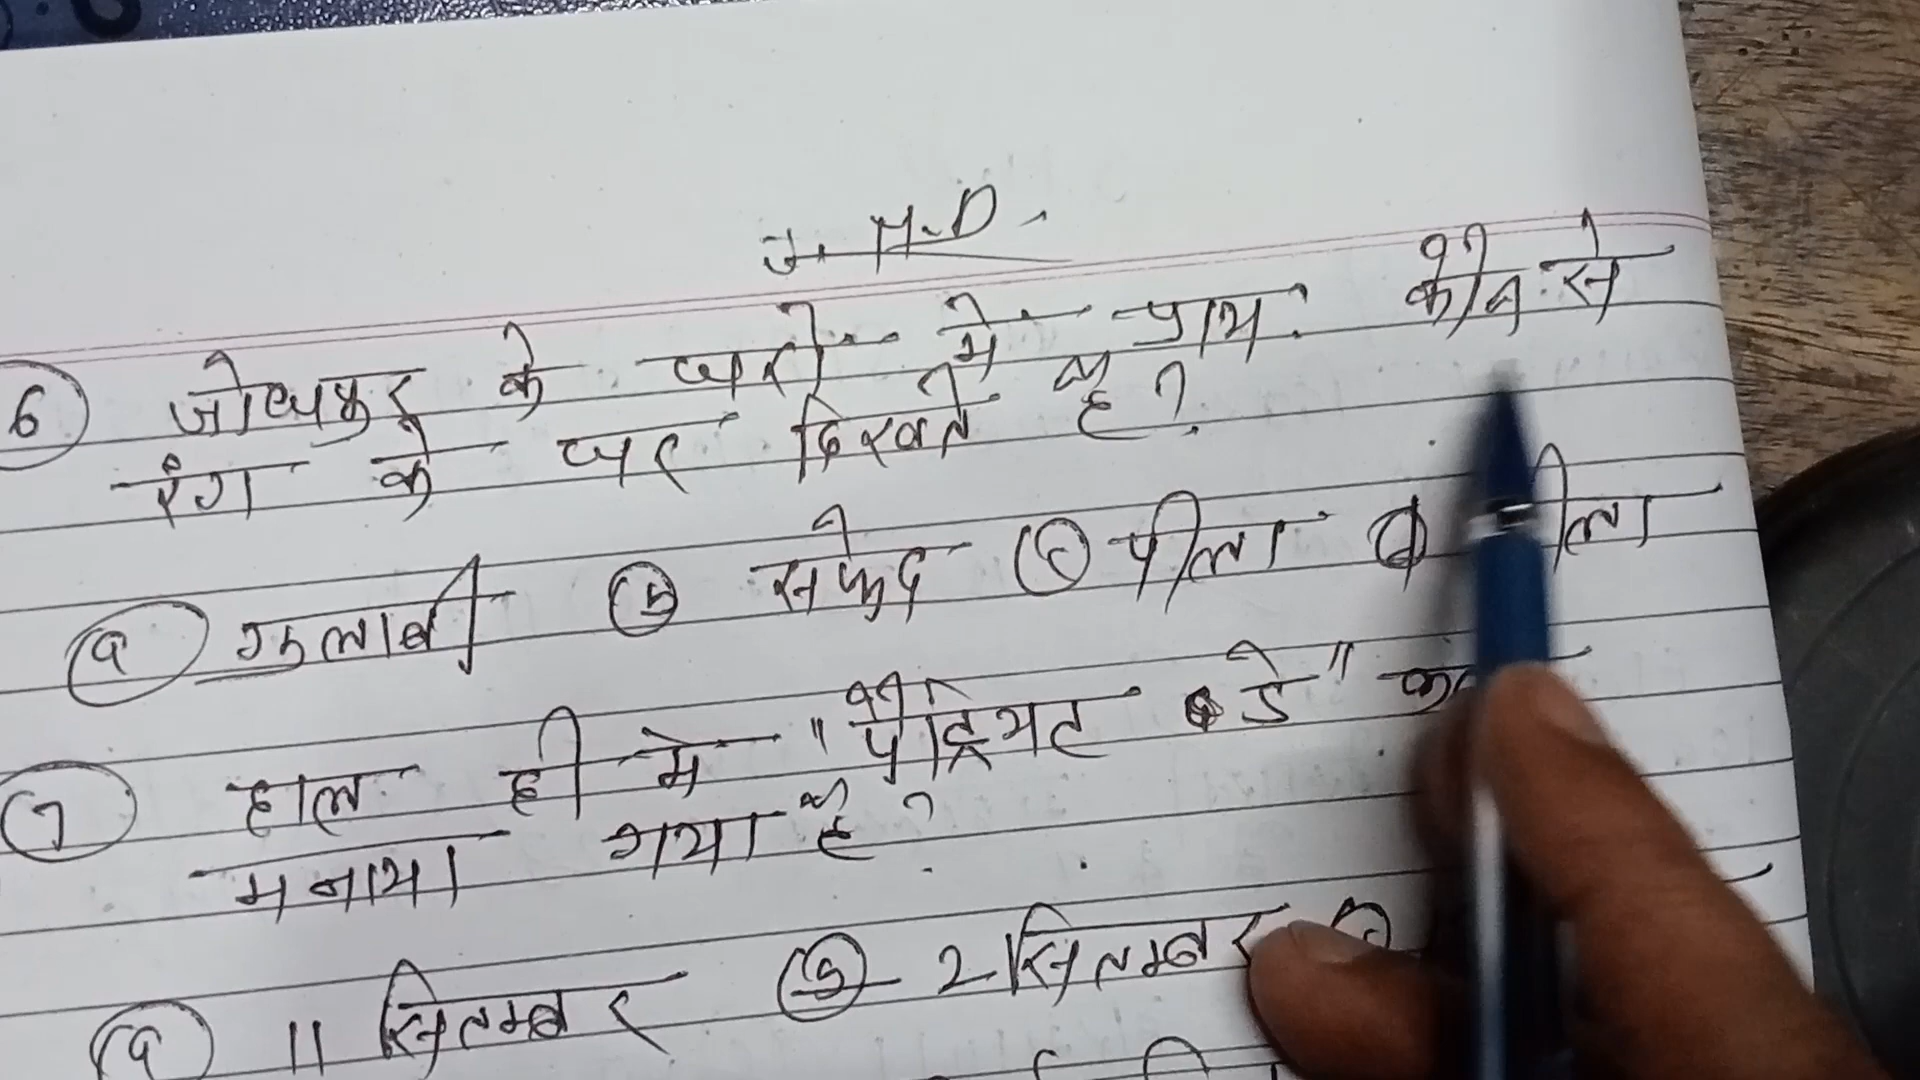 J.M.D.
6 जोधपुर के घरों में प्राय: कौन से
रंग के घर दिखते है?
a गुलाबी b सफेद c पीला d नीला
7 हाल ही मे "पैट्रियट डे" कब
मनाया गया है?
a 11 सितम्बर b 2 सितम्बर c